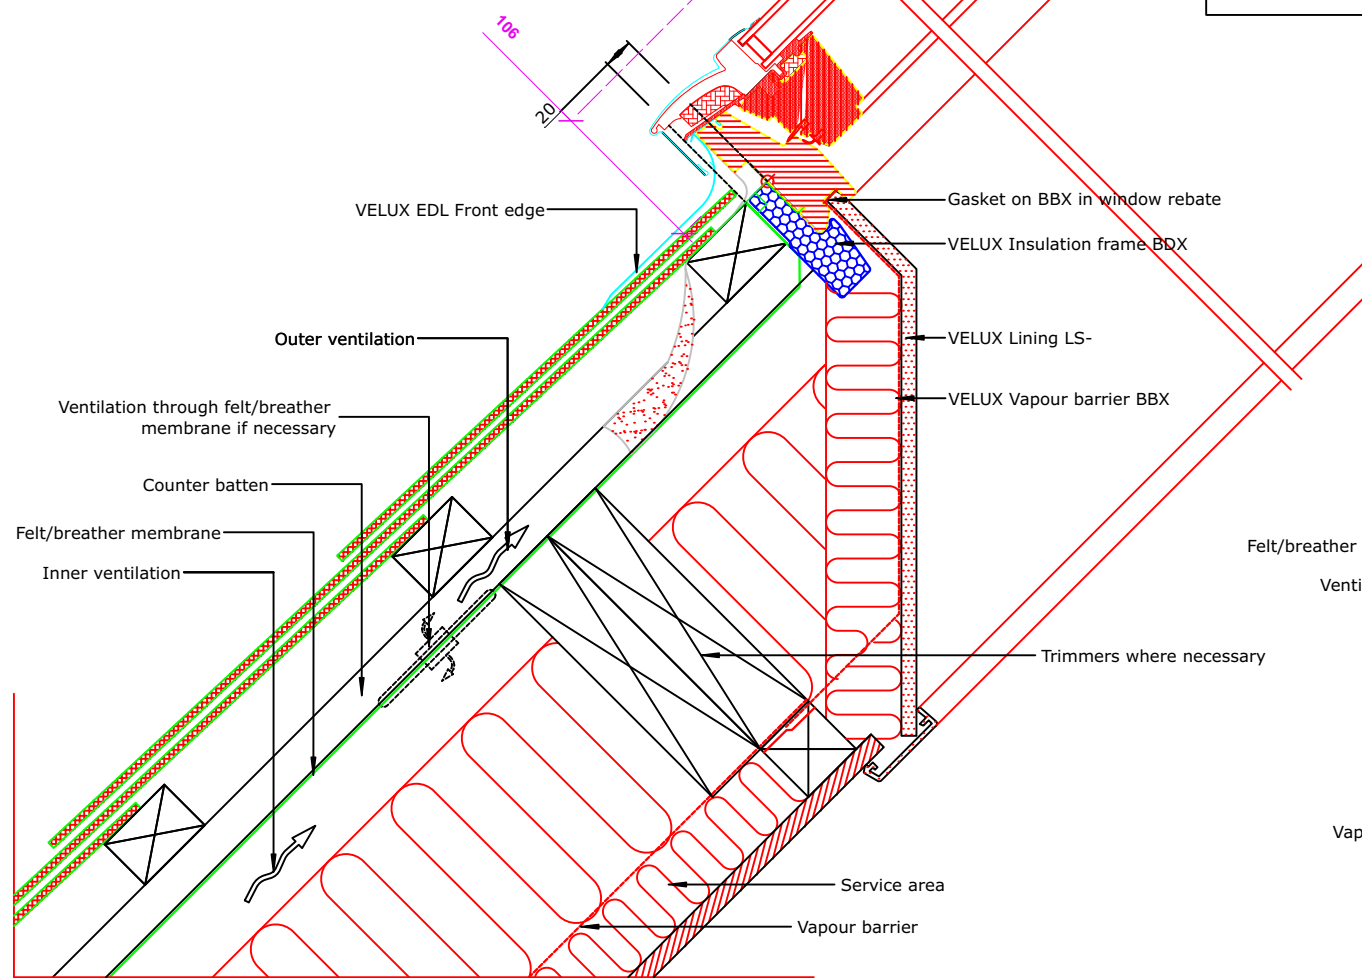 106
20
VELUX EDL Front edge
Gasket on BBX in window rebate
VELUX Insulation frame BDX
Outer ventilation
VELUX Lining LS-
Ventilation through felt/breather
membrane if necessary
VELUX Vapour barrier BBX
Counter batten
Felt/breather membrane
Inner ventilation
Felt/breather
Venti
Trimmers where necessary
Vap
Service area
Vapour barrier